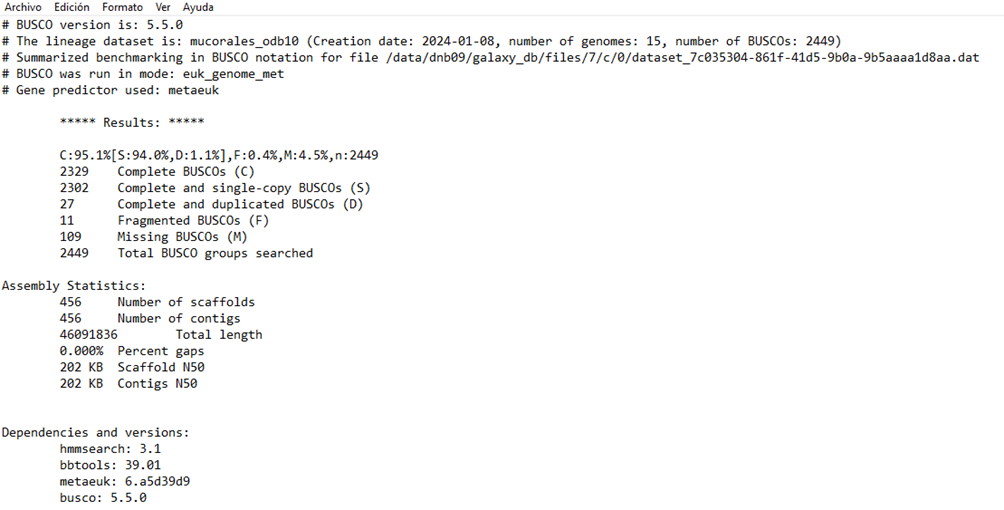 Archivo Edición Formato Ver Ayuda
# BUSCO version is: 5.5.0
# The lineage dataset is: mucorales_odb10 (Creation date: 2024-01-08, number of genomes: 15, number of BUSCOs: 2449)
# Summarized benchmarking in BUSCO notation for file /data/dnb09/galaxy_db/files/7/c/0/dataset_7c035304-861f-41d5-9b0a-9b5aaaa1d8aa.dat
# BUSCO was run in mode: euk_genome_met
# Gene predictor used: metaeuk
***** Results: *****
C:95.1%[S:94.0%,D:1.1%],F:0.4%,M:4.5%,n:2449
2329 Complete BUSCOs (C)
2302 Complete and single-copy BUSCOs (S)
27 Complete and duplicated BUSCOs (D)
11 Fragmented BUSCOs (F)
109 Missing BUSCOs (M)
2449 Total BUSCO groups searched
Assembly Statistics:
456 Number of scaffolds
456 Number of contigs
46091836 Total length
0.000% Percent gaps
202 KB Scaffold N50
202 KB Contigs N50
Dependencies and versions:
hmmsearch: 3.1
bbtools: 39.01
metaeuk: 6.a5d39d9
busco: 5.5.0